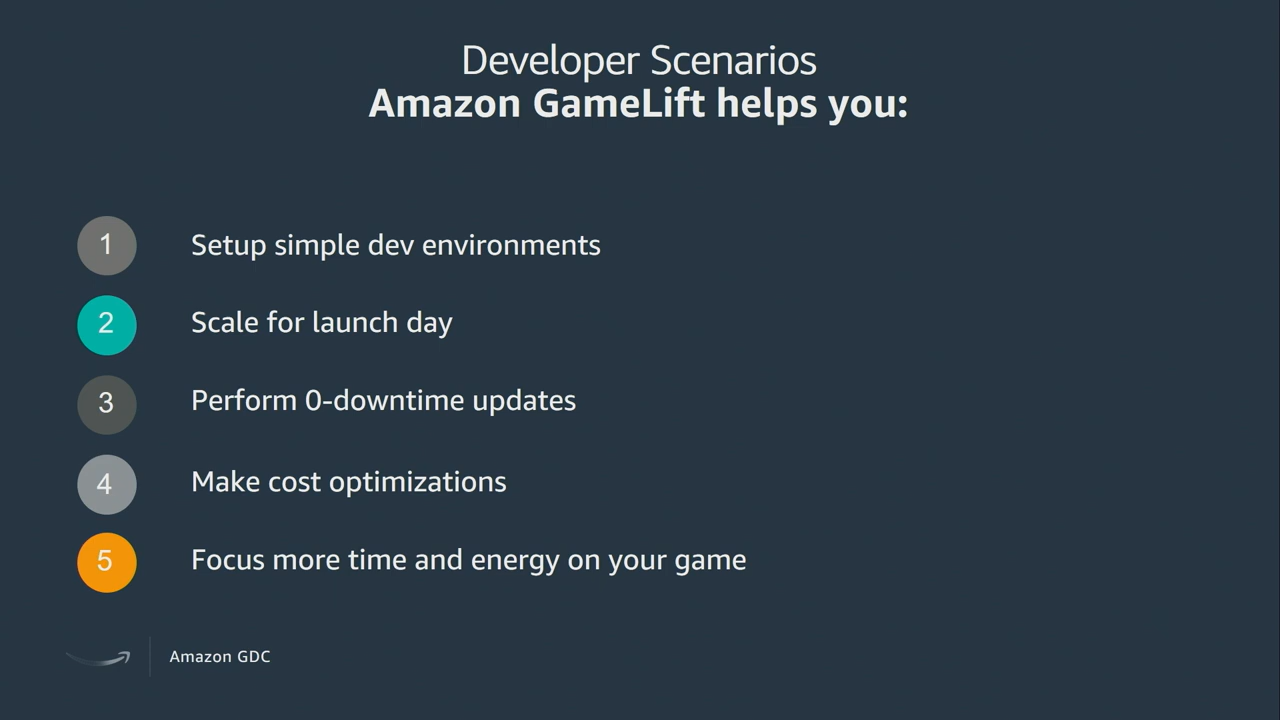 Developer Scenarios
Amazon GameLift helps you:
1 Setup simple dev environments
2 Scale for launch day
3 Perform 0-downtime updates
4 Make cost optimizations
5 Focus more time and energy on your game
Amazon GDC